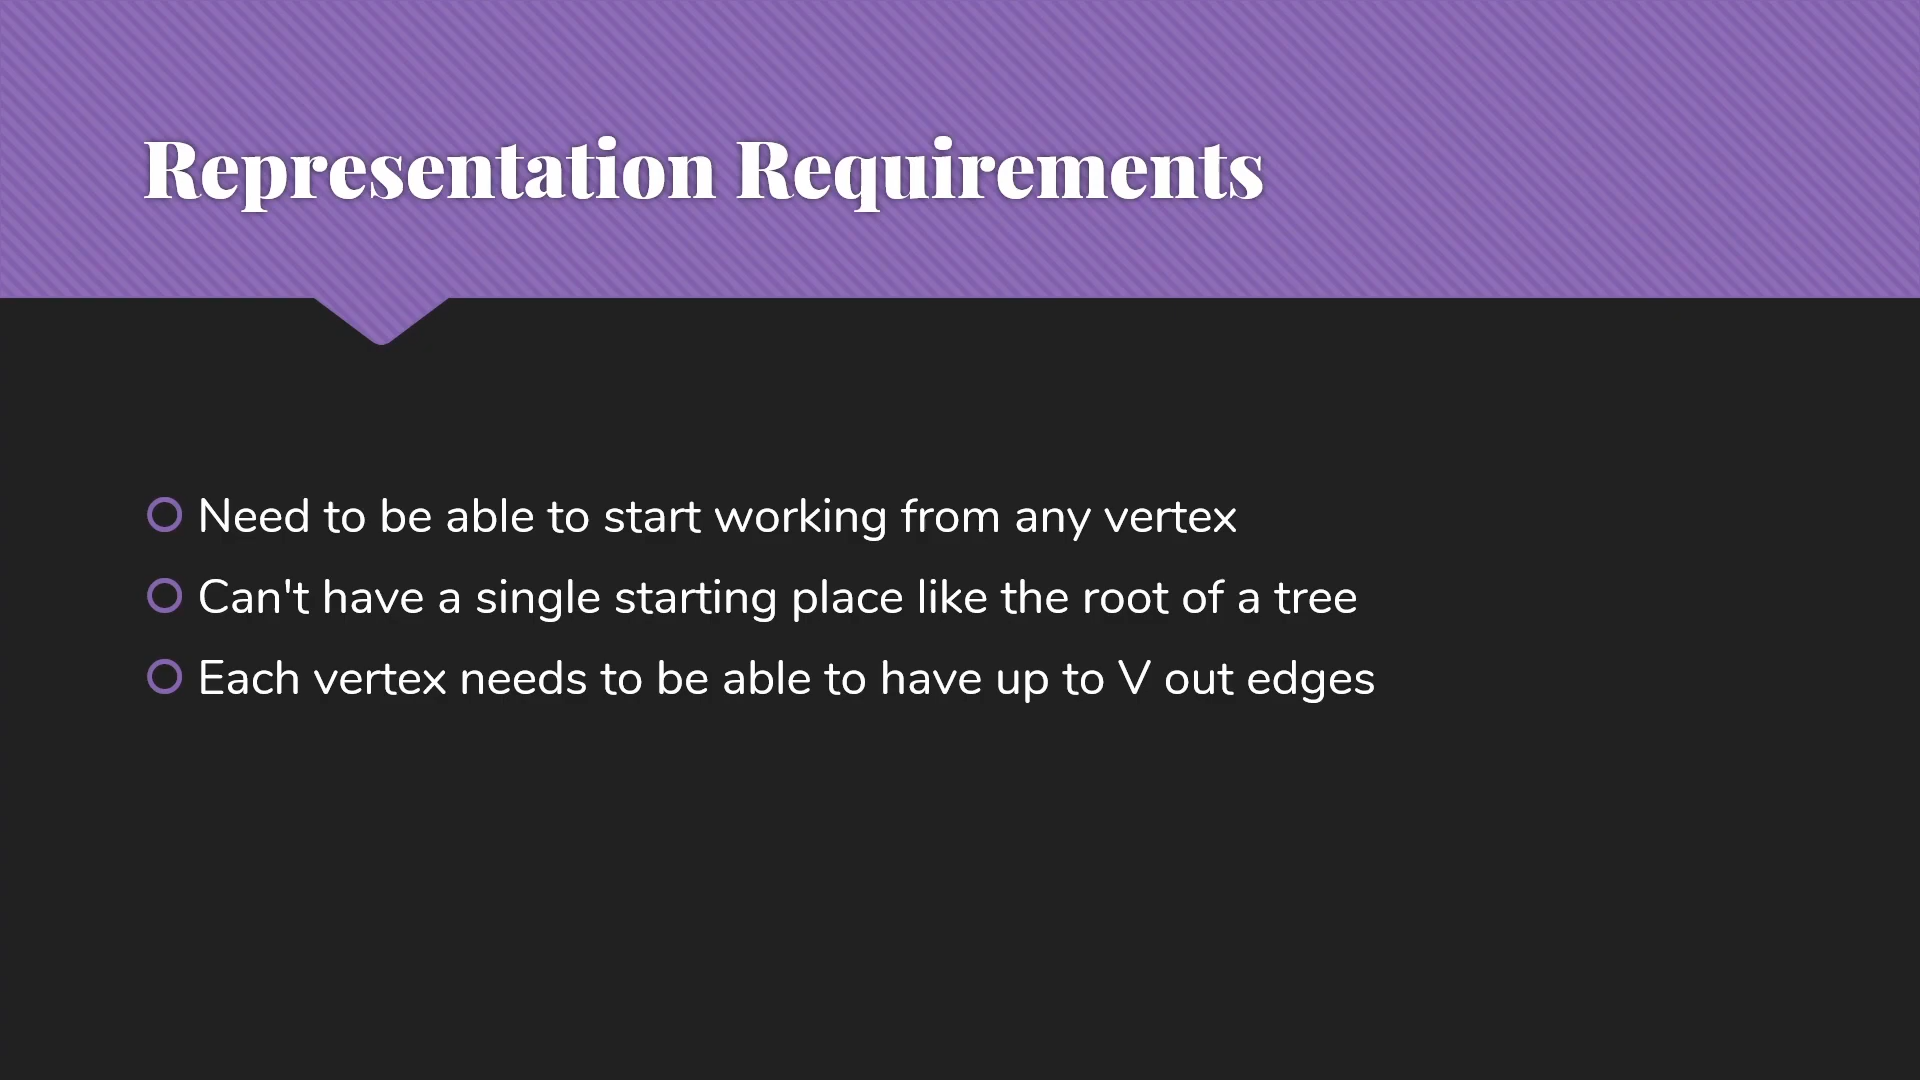 Representation Requirements
Need to be able to start working from any vertex
Can't have a single starting place like the root of a tree
Each vertex needs to be able to have up to V out edges